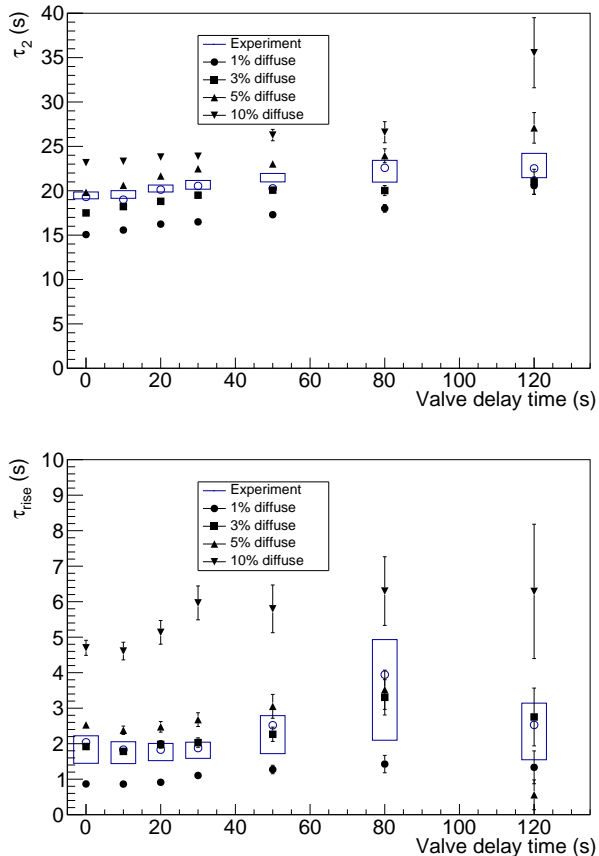 τ2 (s)
40
35
30
25
20
15
10
5
0
Experiment
1% diffuse
3% diffuse
5% diffuse
10% diffuse
0 20 40 60 80 100 120
Valve delay time (s)
τrise (s)
10
9
8
7
6
5
4
3
2
1
0
Experiment
1% diffuse
3% diffuse
5% diffuse
10% diffuse
0 20 40 60 80 100 120
Valve delay time (s)